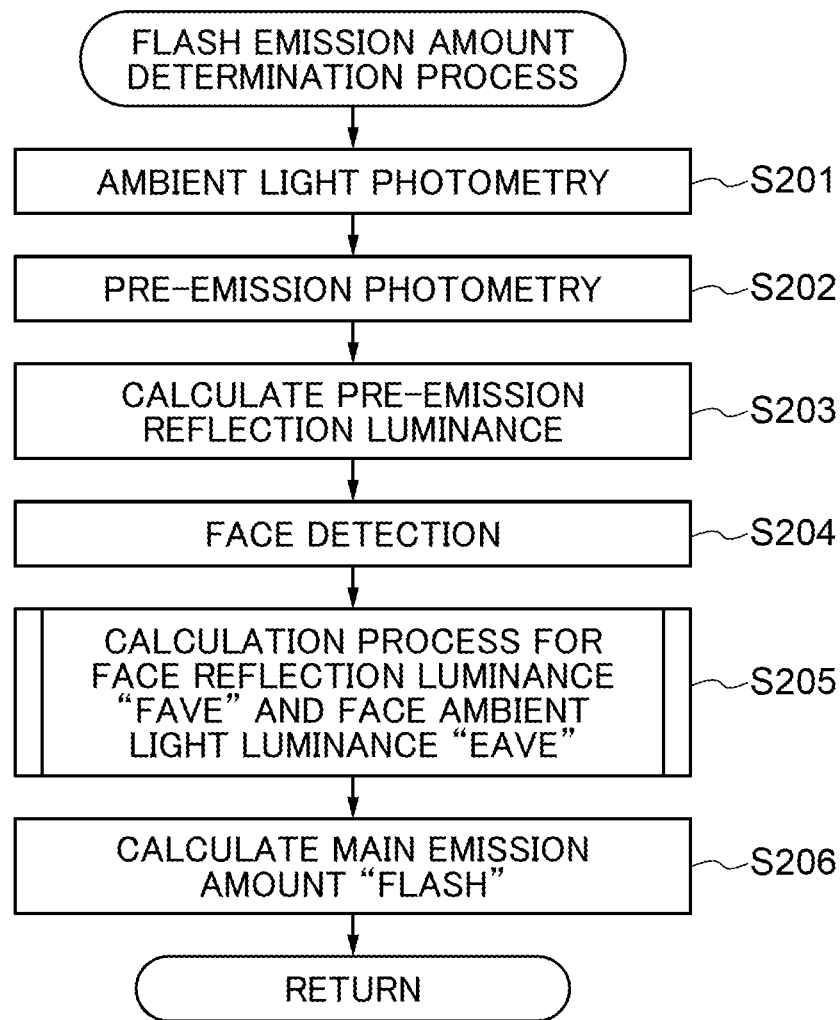 FLASH EMISSION AMOUNT
DETERMINATION PROCESS
AMBIENT LIGHT PHOTOMETRY
S201
PRE-EMISSION PHOTOMETRY
S202
CALCULATE PRE-EMISSION
REFLECTION LUMINANCE
S203
FACE DETECTION
S204
CALCULATION PROCESS FOR
FACE REFLECTION LUMINANCE
“FAVE” AND FACE AMBIENT
LIGHT LUMINANCE “EAVE”
S205
CALCULATE MAIN EMISSION
AMOUNT “FLASH”
S206
RETURN